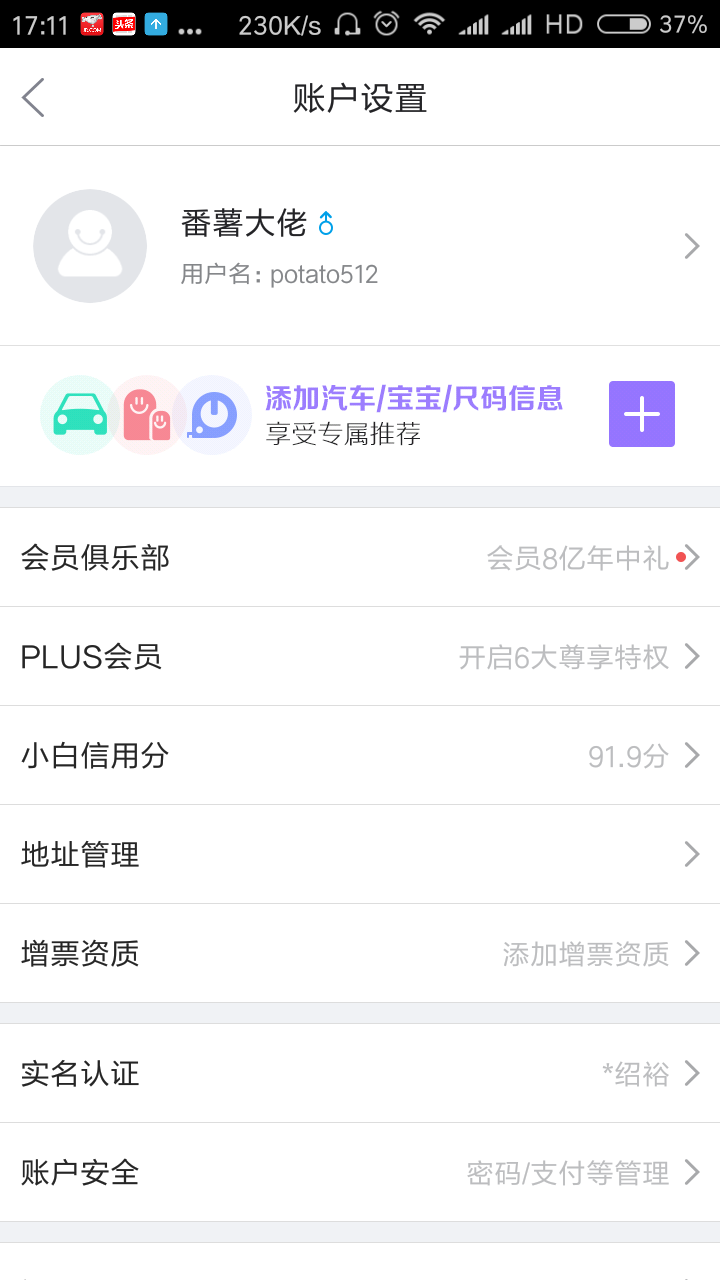 17:11 JD.COM 头条 ... 230K/s HD 37%
账户设置
番薯大佬
用户名: potato512
添加汽车/宝宝/尺码信息
享受专属推荐
会员俱乐部 会员8亿年中礼
PLUS会员 开启6大尊享特权
小白信用分 91.9分
地址管理
增票资质 添加增票资质
实名认证 *绍裕
账户安全 密码/支付等管理